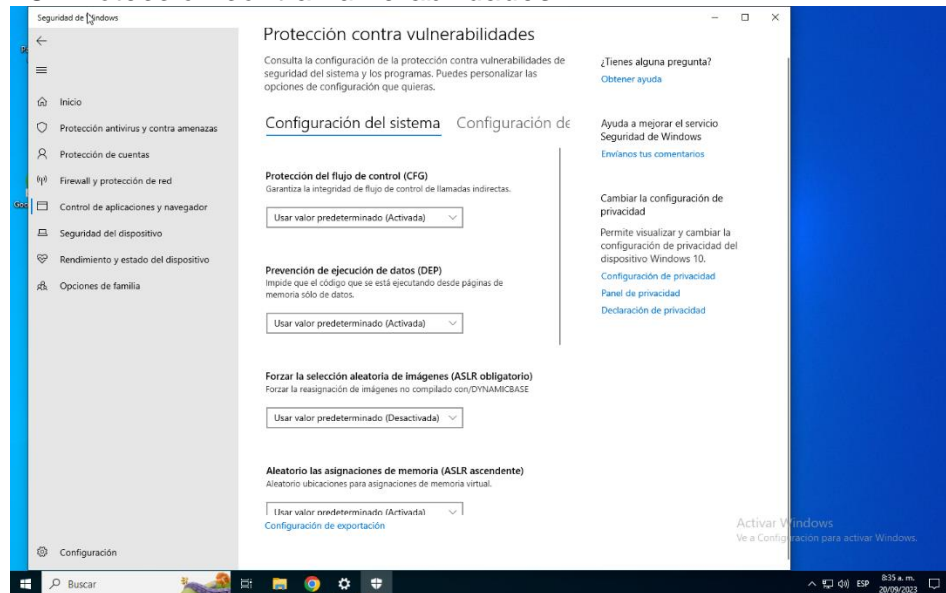 Seguridad de Windows
Inicio
Protección antivirus y contra amenazas
Protección de cuentas
Firewall y protección de red
Control de aplicaciones y navegador
Seguridad del dispositivo
Rendimiento y estado del dispositivo
Opciones de familia
Configuración
Protección contra vulnerabilidades
Consulta la configuración de la protección contra vulnerabilidades de
seguridad del sistema y los programas. Puedes personalizar las
opciones de configuración que quieras.
Configuración del sistema Configuración de
Protección del flujo de control (CFG)
Garantiza la integridad de flujo de control de llamadas indirectas.
Usar valor predeterminado (Activada)
Prevención de ejecución de datos (DEP)
Impide que el código que se está ejecutando desde páginas de
memoria sólo de datos.
Usar valor predeterminado (Activada)
Forzar la selección aleatoria de imágenes (ASLR obligatorio)
Forzar la reasignación de imágenes no compilado con/DYNAMICBASE
Usar valor predeterminado (Desactivada)
Aleatorio las asignaciones de memoria (ASLR ascendente)
Aleatorio ubicaciones para asignaciones de memoria virtual.
Usar valor predeterminado (Activada)
Configuración de exportación
¿Tienes alguna pregunta?
Obtener ayuda
Ayuda a mejorar el servicio
Seguridad de Windows
Envíanos tus comentarios
Cambiar la configuración de
privacidad
Permite visualizar y cambiar la
configuración de privacidad del
dispositivo Windows 10.
Configuración de privacidad
Panel de privacidad
Declaración de privacidad
Activar Windows
Ve a Configuración para activar Windows.
Buscar
ESP
8:35 a. m.
20/09/2023